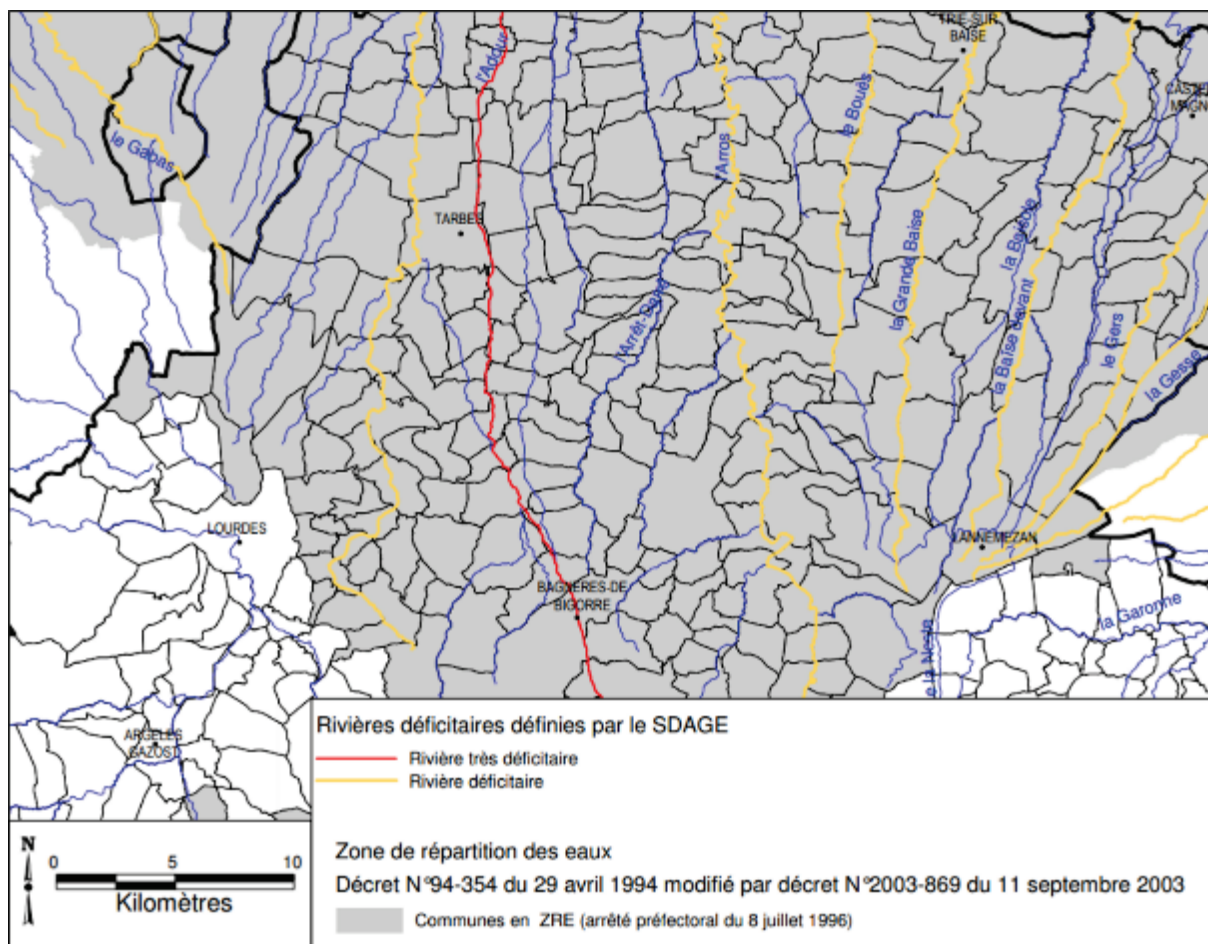 TRIE-SUR
BAISE
l'Adour
CASTE
MAGN
le Gabas
le Bouès
l'Arros
TARBES
la Grande Baise
la Baisole
la Baise devant
l'Arrêt-Darré
le Gers
la Gesse
LOURDES
LANNEMEZAN
BAGNERES-DE
BIGORRE
la Garonne
e la Neste
ARGELES
GAZOST
Rivières déficitaires définies par le SDAGE
Rivière très déficitaire
Rivière déficitaire
Zone de répartition des eaux
Décret N°94-354 du 29 avril 1994 modifié par décret N°2003-869 du 11 septembre 2003
Communes en ZRE (arrêté préfectoral du 8 juillet 1996)
N
0 5 10
Kilomètres